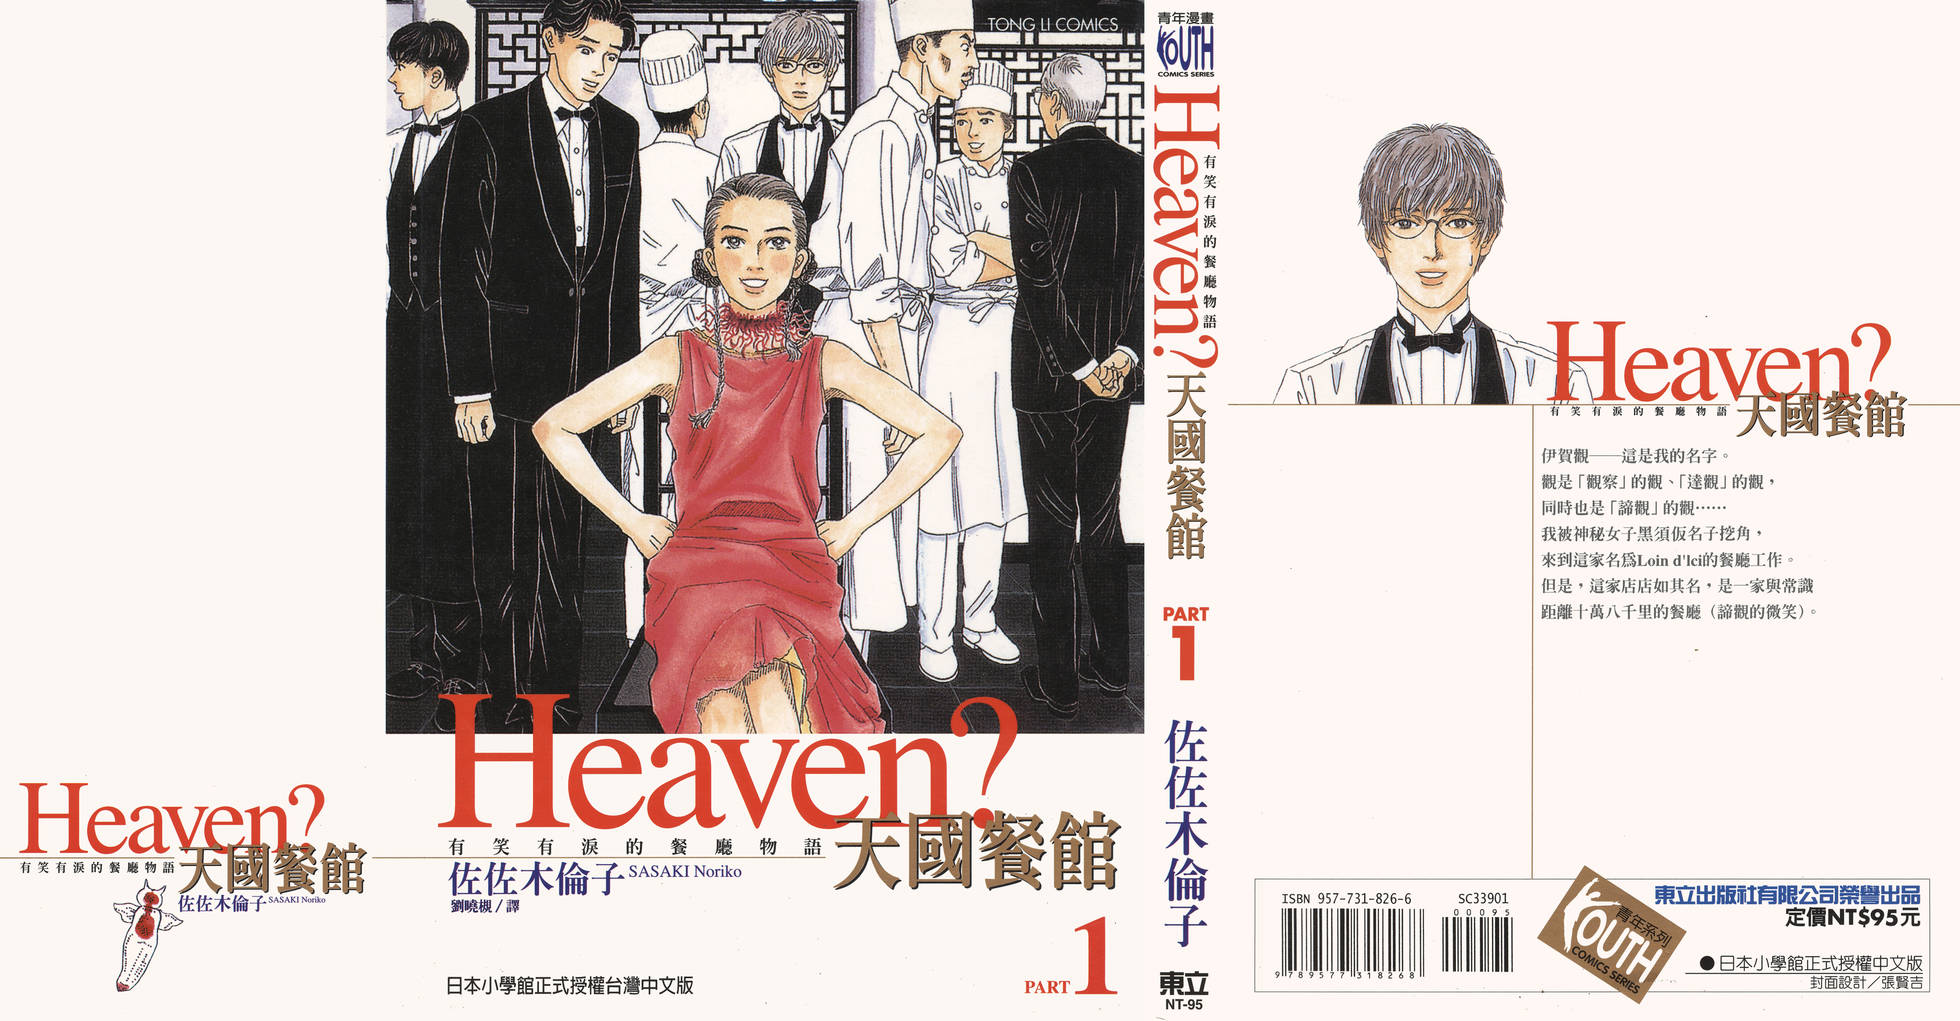 Heaven?
有笑有淚的餐廳物語
天國餐館
佐佐木倫子 SASAKI Noriko
TONG LI COMICS
Heaven?
有笑有淚的餐廳物語
天國餐館
佐佐木倫子 SASAKI Noriko
劉曉槻/譯
日本小學館正式授權台灣中文版
PART 1
青年漫畫
YOUTH
COMICS SERIES
Heaven?
有笑有淚的餐廳物語
天國餐館
PART
1
佐佐木倫子
東立
NT-95
Heaven?
有笑有淚的餐廳物語
天國餐館
伊賀觀──這是我的名字。
觀是「觀察」的觀、「達觀」的觀，
同時也是「諦觀」的觀……
我被神秘女子黑須仮名子挖角，
來到這家名為Loin d'Ici的餐廳工作。
但是，這家店店如其名，是一家與常識
距離十萬八千里的餐廳（諦觀的微笑）。
ISBN 957-731-826-6
SC33901
00095
9 789577 318268
青年系列
YOUTH
COMICS SERIES
東立出版社有限公司榮譽出品
定價NT$95元
●日本小學館正式授權中文版
封面設計／張賢吉